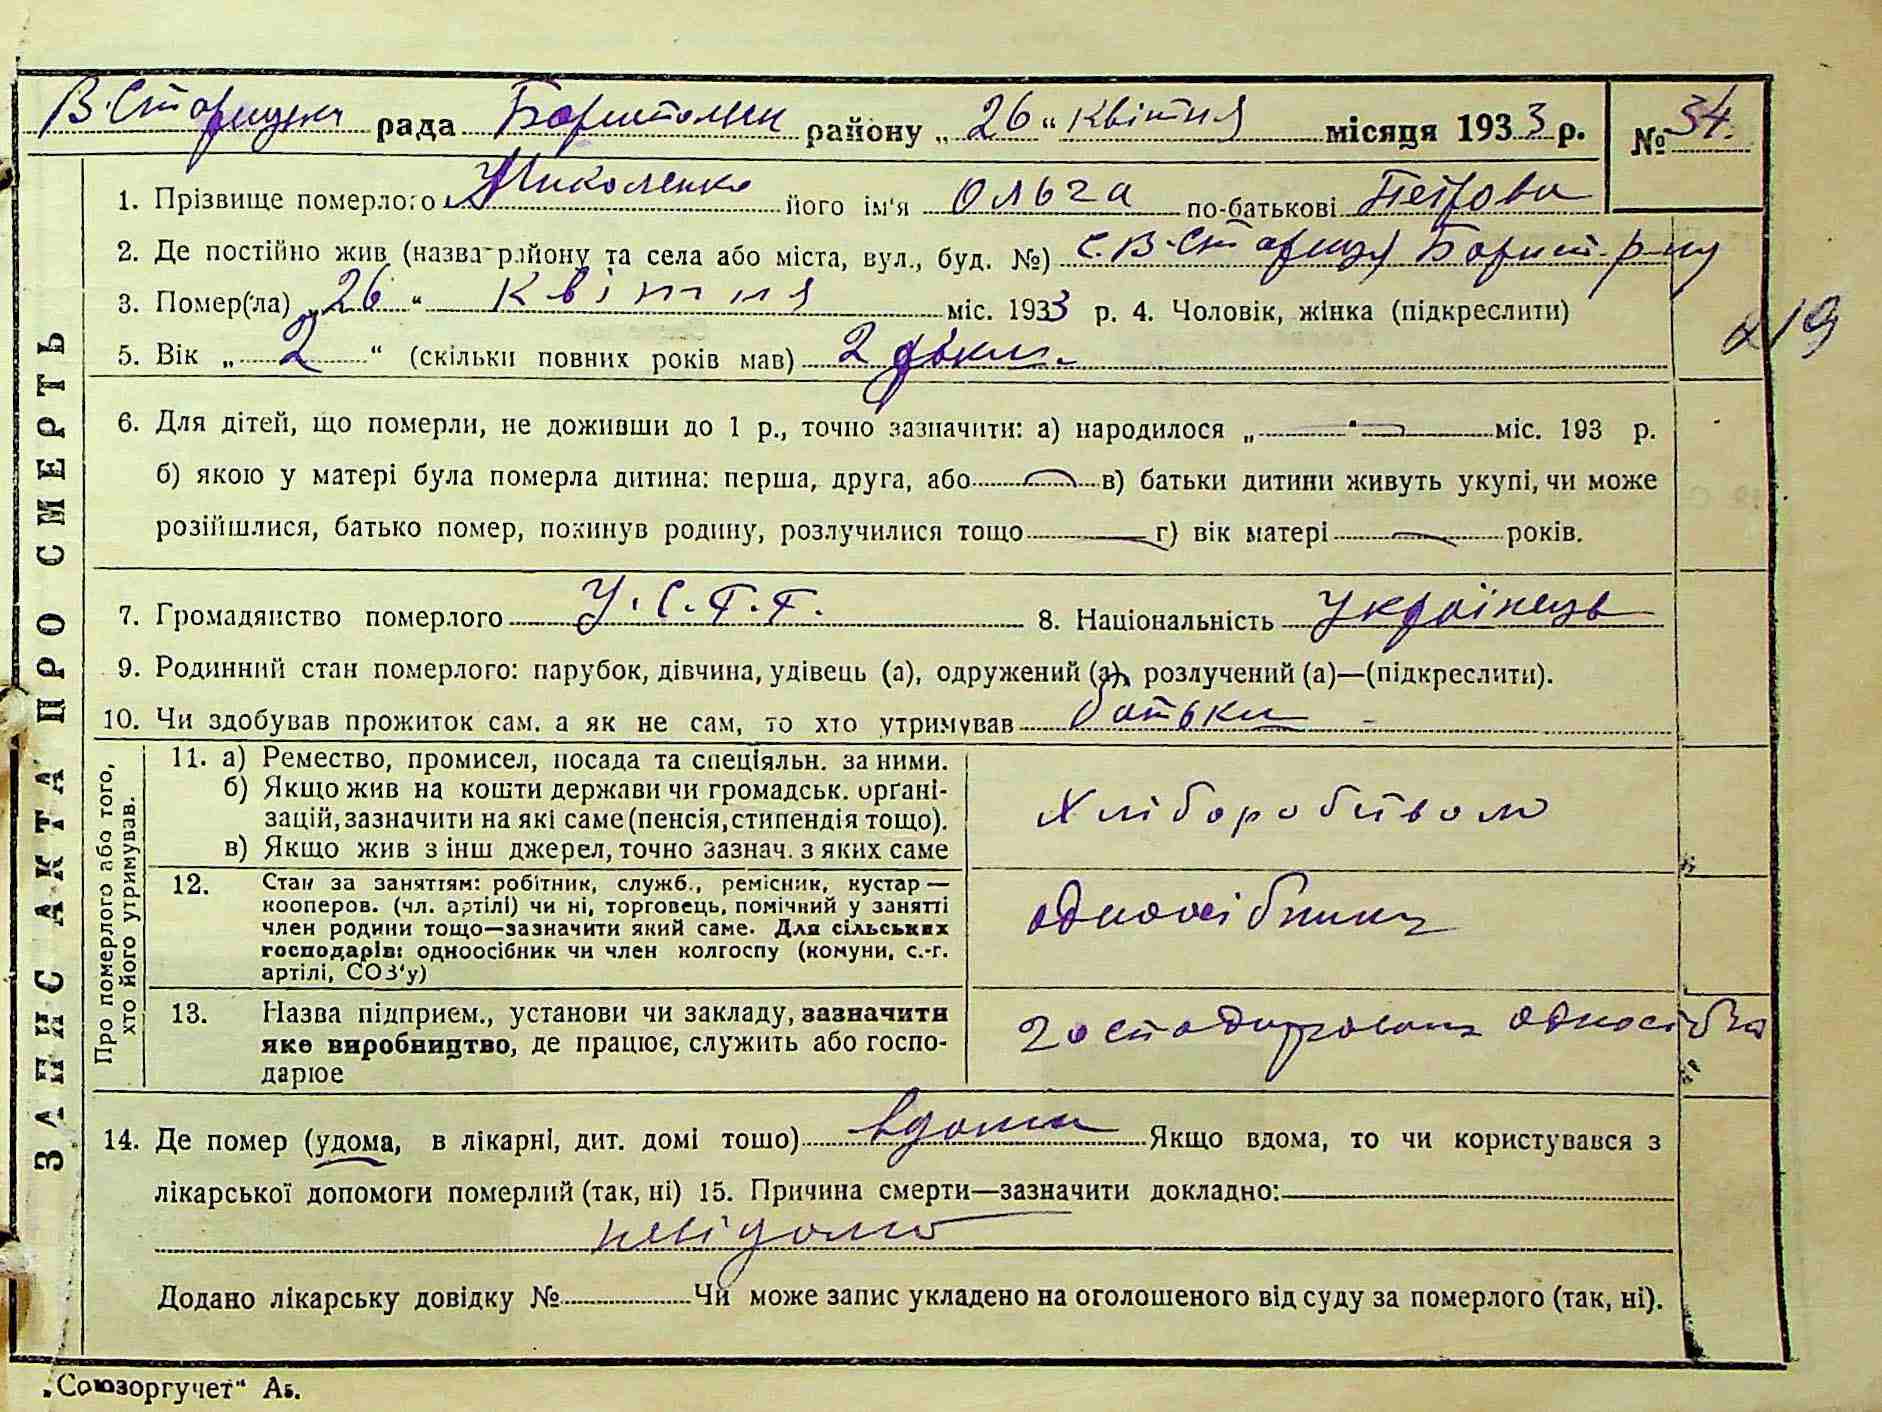 ЗАПИС АКТА ПРО СМЕРТЬ
В-Старицька рада Бориспольськ району „26“ квітня місяця 1933 р. № 34.
1. Прізвище померлого Миколенко його ім'я Ольга по-батькові Петрова
2. Де постійно жив (назва району та села або міста, вул., буд. №) с. В-Стариця Борисп. р-ну
3. Помер(ла) „26“ квітня міс. 1933 р. 4. Чоловік, жінка (підкреслити)
5. Вік „2“ (скільки повних років мав) 2 роки
219
6. Для дітей, що померли, не доживши до 1 р., точно зазначити: а) народилося „ “ міс. 193 р.
б) якою у матері була померла дитина: перша, друга, або в) батьки дитини живуть укупі, чи може
розійшлися, батько помер, покинув родину, розлучилися тощо г) вік матері років.
7. Громадянство померлого У.С.Р.Р. 8. Національність Українець
9. Родинний стан померлого: парубок, дівчина, удівець (а), одружений (а), розлучений (а)—(підкреслити).
10. Чи здобував прожиток сам, а як не сам, то хто утримував батьки
Про померлого або того, хто його утримував.
11. а) Ремество, промисел, посада та спеціяльн. за ними.
б) Якщо жив на кошти держави чи громадськ. органі-
зацій, зазначити на які саме (пенсія, стипендія тощо).
в) Якщо жив з інш джерел, точно зазнач. з яких саме
Хліборобством
12. Стан за заняттям: робітник, служб., ремісник, кустар—
кооперов. (чл. артілі) чи ні, торговець, помічний у занятті
член родини тощо—зазначити який саме. Для сільських
господарів: одноосібник чи член колгоспу (комуни, с.-г.
артілі, СОЗ'у)
одноосібник
13. Назва підприєм., установи чи закладу, зазначити
яке виробництво, де працює, служить або госпо-
дарює
14. Де помер (удома, в лікарні, дит. домі тошо) вдома Якщо вдома, то чи користувався з
лікарської допомоги померлий (так, ні) 15. Причина смерти—зазначити докладно:
невідомо
Додано лікарську довідку № Чи може запис укладено на оголошеного від суду за померлого (так, ні).
„Союзоргучет“ А5.